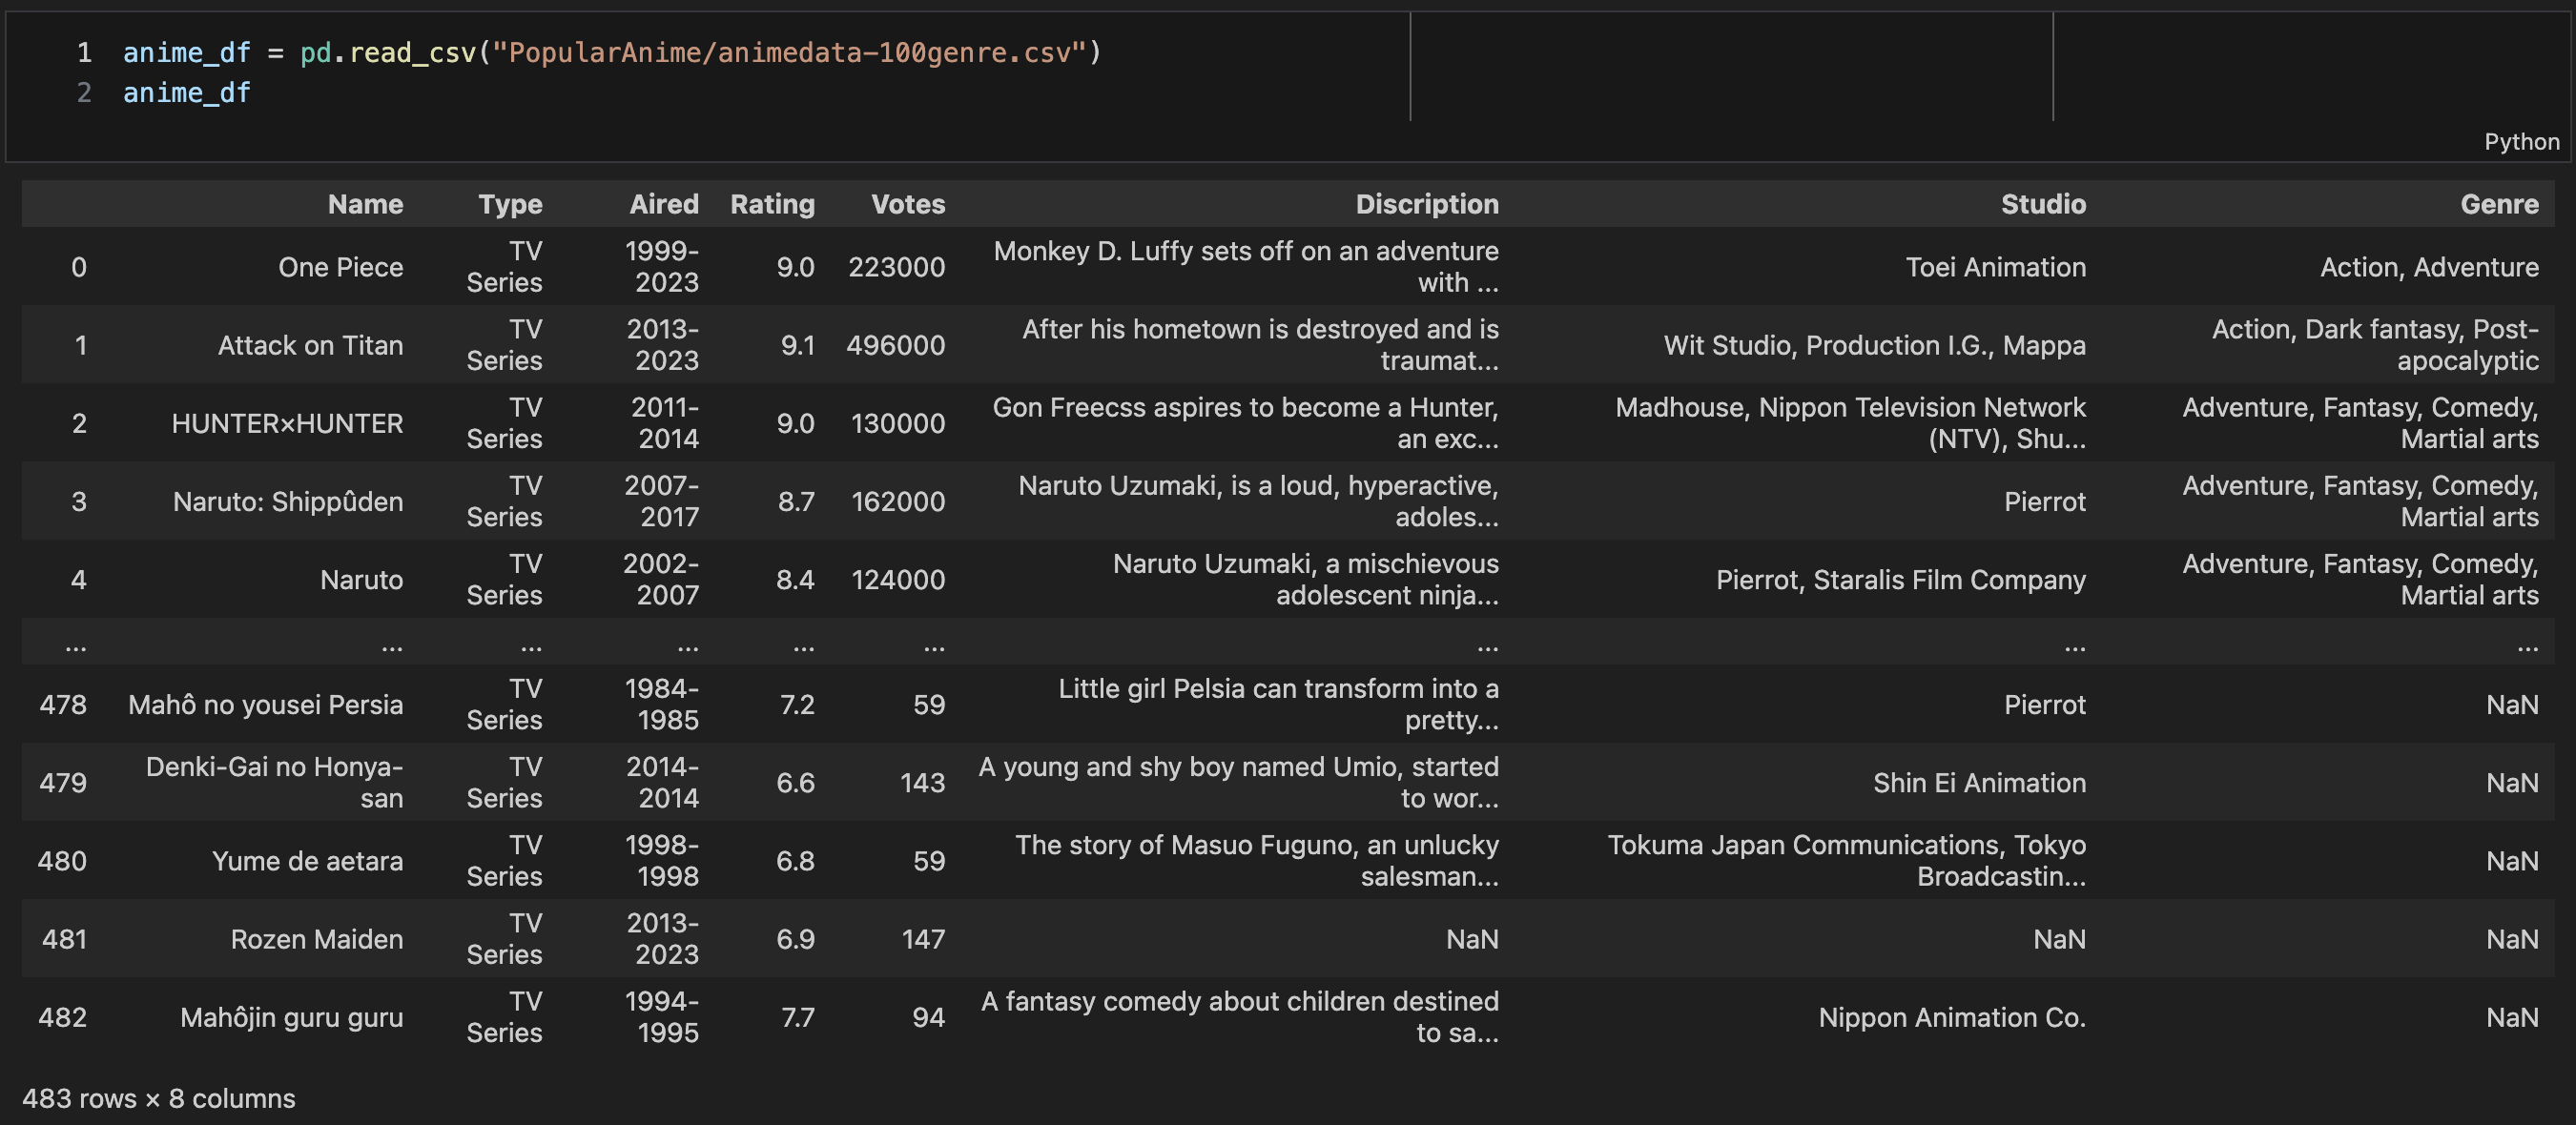 1 anime_df = pd.read_csv("PopularAnime/animedata-100genre.csv")
2 anime_df
Python
Name Type Aired Rating Votes Discription Studio Genre
0 One Piece TV Series 1999-2023 9.0 223000 Monkey D. Luffy sets off on an adventure with ... Toei Animation Action, Adventure
1 Attack on Titan TV Series 2013-2023 9.1 496000 After his hometown is destroyed and is traumat... Wit Studio, Production I.G., Mappa Action, Dark fantasy, Post-apocalyptic
2 HUNTER×HUNTER TV Series 2011-2014 9.0 130000 Gon Freecss aspires to become a Hunter, an exc... Madhouse, Nippon Television Network (NTV), Shu... Adventure, Fantasy, Comedy, Martial arts
3 Naruto: Shippûden TV Series 2007-2017 8.7 162000 Naruto Uzumaki, is a loud, hyperactive, adoles... Pierrot Adventure, Fantasy, Comedy, Martial arts
4 Naruto TV Series 2002-2007 8.4 124000 Naruto Uzumaki, a mischievous adolescent ninja... Pierrot, Staralis Film Company Adventure, Fantasy, Comedy, Martial arts
... ... ... ... ... ... ... ... ...
478 Mahô no yousei Persia TV Series 1984-1985 7.2 59 Little girl Pelsia can transform into a pretty... Pierrot NaN
479 Denki-Gai no Honya-san TV Series 2014-2014 6.6 143 A young and shy boy named Umio, started to wor... Shin Ei Animation NaN
480 Yume de aetara TV Series 1998-1998 6.8 59 The story of Masuo Fuguno, an unlucky salesman... Tokuma Japan Communications, Tokyo Broadcastin... NaN
481 Rozen Maiden TV Series 2013-2023 6.9 147 NaN NaN NaN
482 Mahôjin guru guru TV Series 1994-1995 7.7 94 A fantasy comedy about children destined to sa... Nippon Animation Co. NaN
483 rows × 8 columns